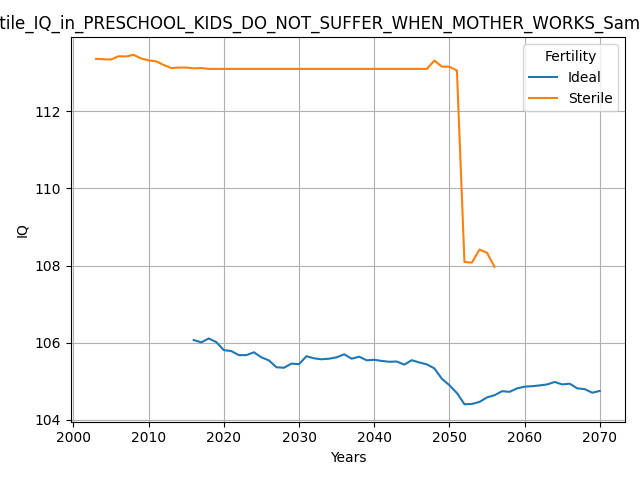 tile_IQ_in_PRESCHOOL_KIDS_DO_NOT_SUFFER_WHEN_MOTHER_WORKS_Sam
Fertility
Ideal
Sterile
IQ
112
110
108
106
104
2000 2010 2020 2030 2040 2050 2060 2070
Years